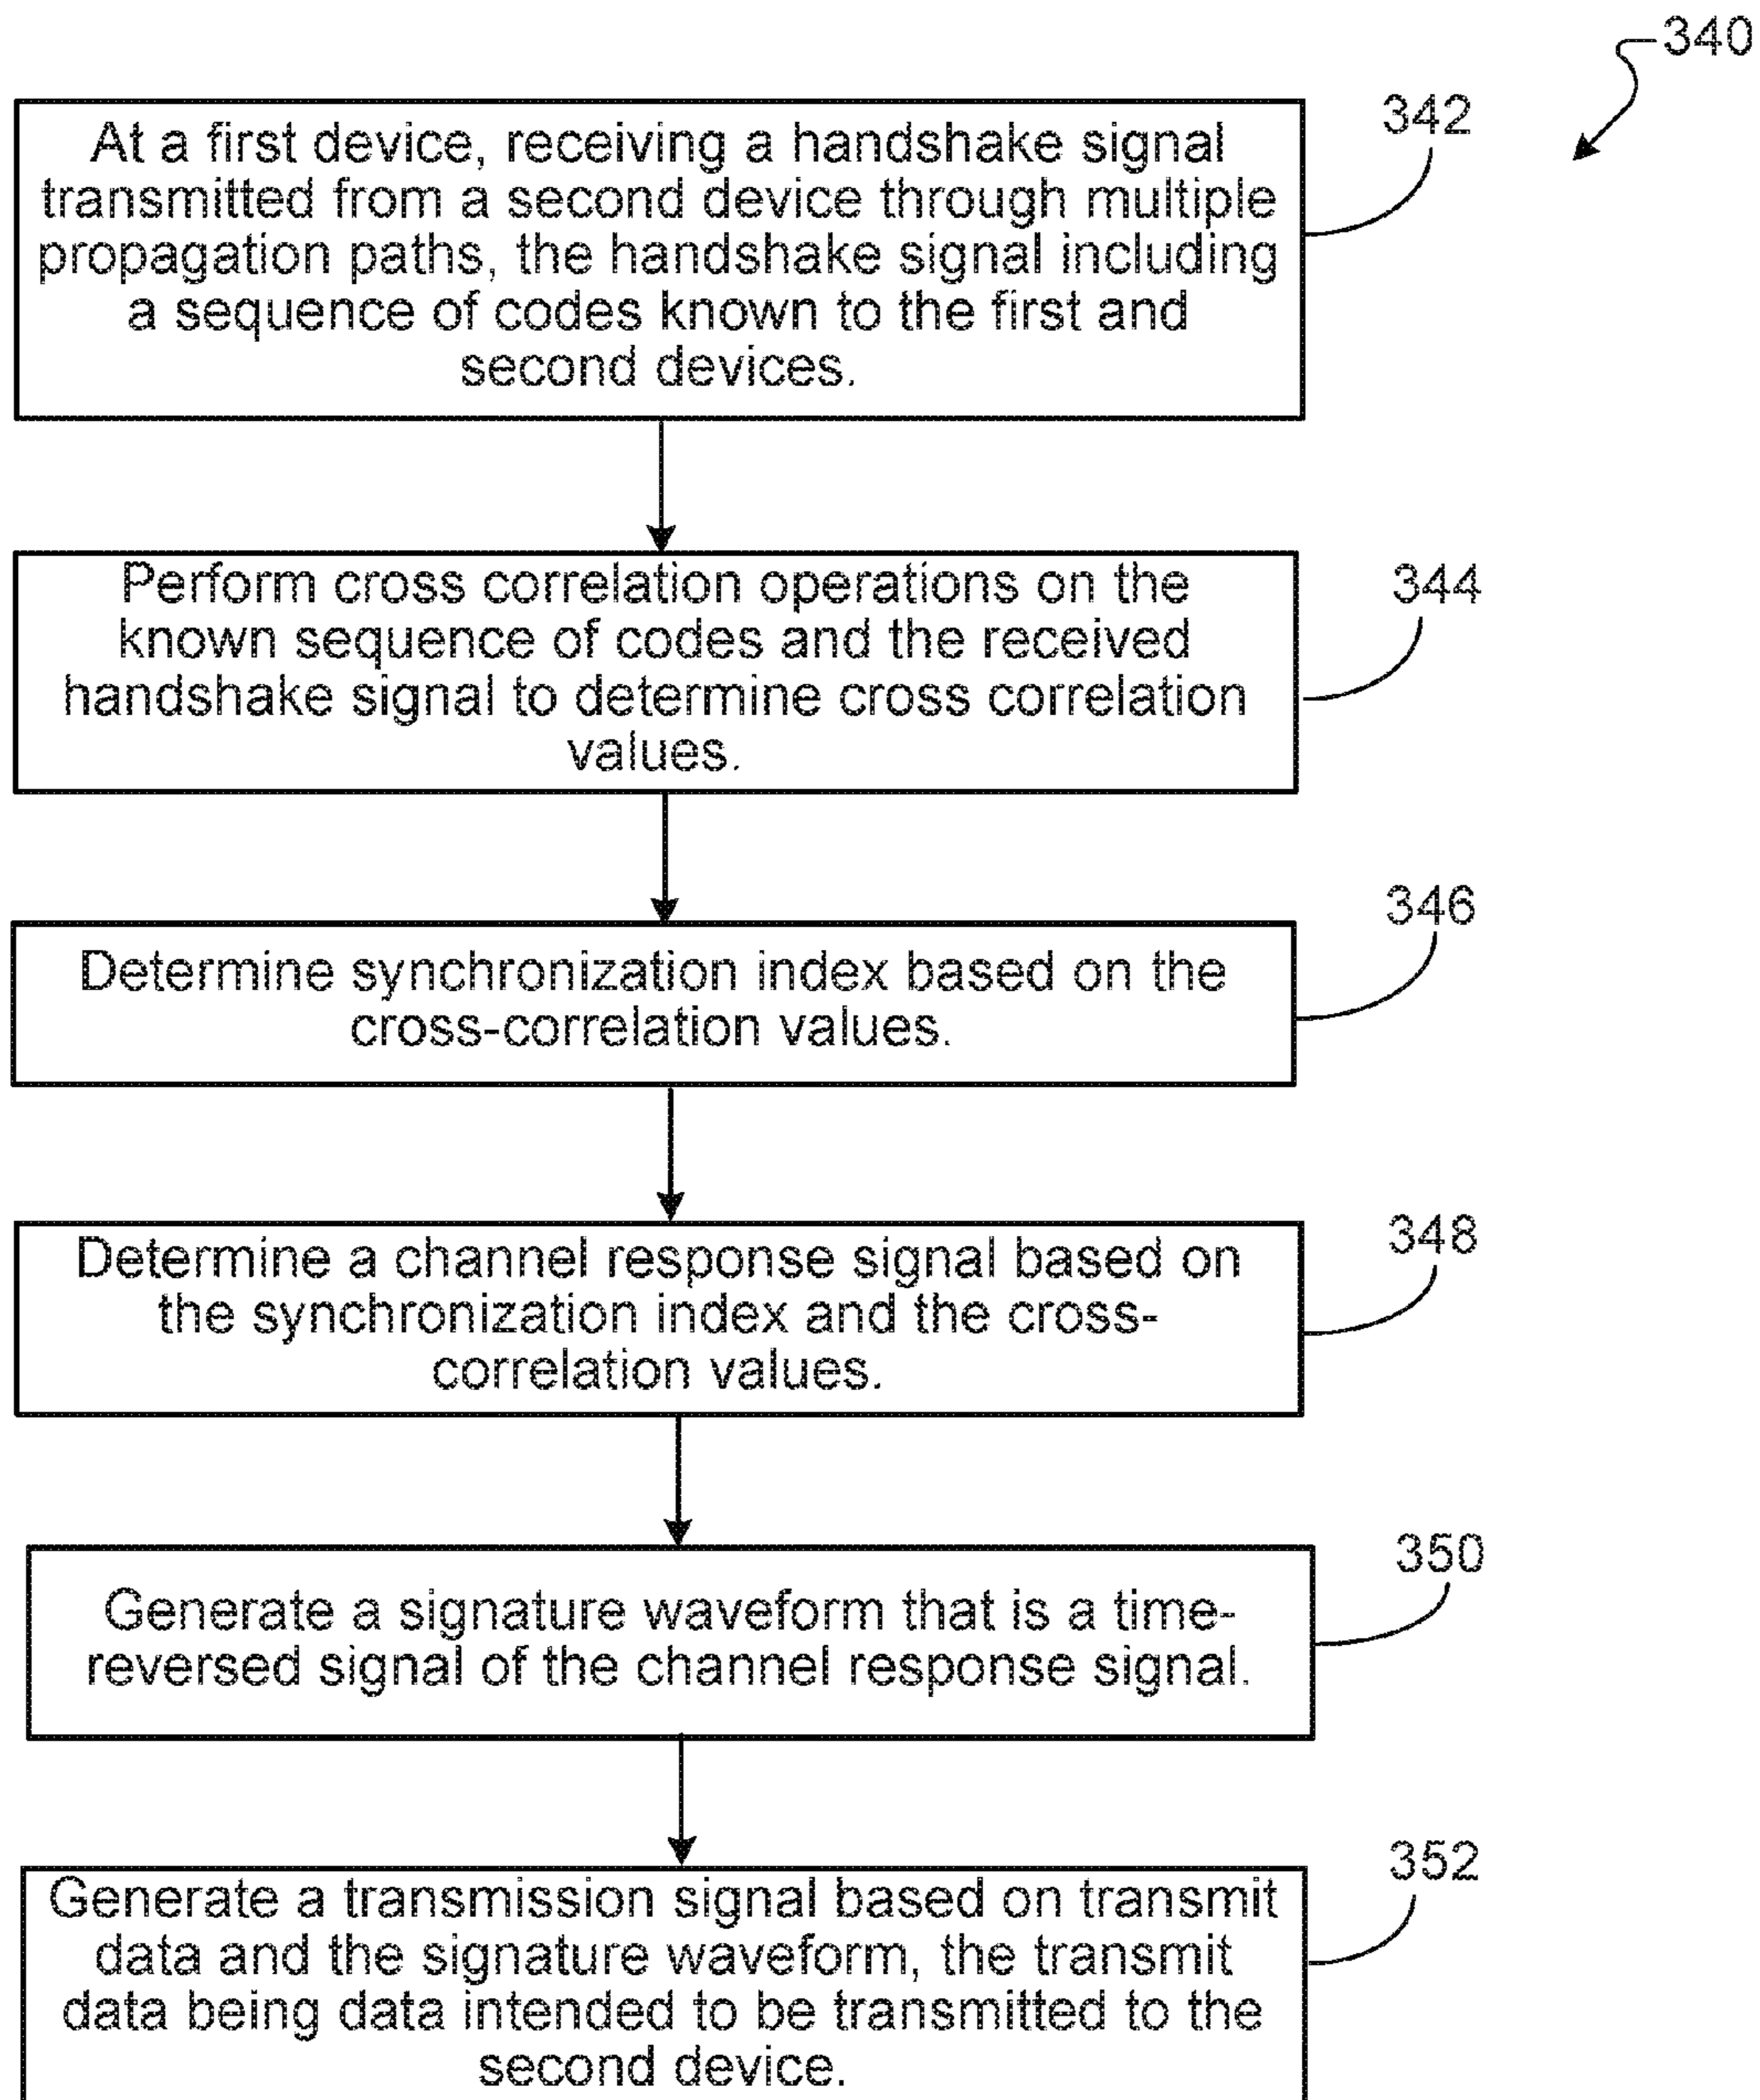 340
342
At a first device, receiving a handshake signal
transmitted from a second device through multiple
propagation paths, the handshake signal including
a sequence of codes known to the first and
second devices.
344
Perform cross correlation operations on the
known sequence of codes and the received
handshake signal to determine cross correlation
values.
346
Determine synchronization index based on the
cross-correlation values.
348
Determine a channel response signal based on
the synchronization index and the cross-
correlation values.
350
Generate a signature waveform that is a time-
reversed signal of the channel response signal.
352
Generate a transmission signal based on transmit
data and the signature waveform, the transmit
data being data intended to be transmitted to the
second device.